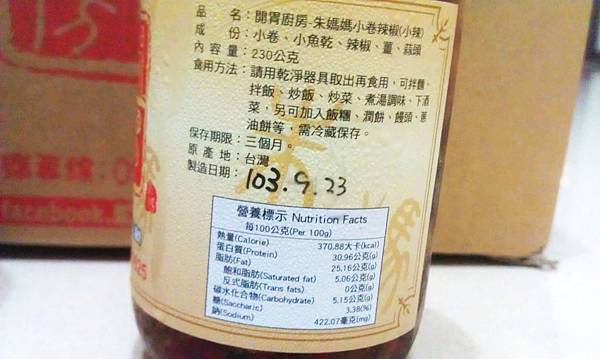 品 名：開胃廚房-朱媽媽小卷辣椒(小辣)
成 份：小卷、小魚乾、辣椒、薑、蒜頭
內 容 量：230公克
食用方法：請用乾淨器具取出再食用，可拌麵、
拌飯、炒飯、炒菜、煮湯調味、下酒
菜，另可加入飯糰、潤餅、饅頭、蔥
油餅等，需冷藏保存。
保存期限：三個月。
原 產 地：台灣
製造日期：103.9.23
營養標示 Nutrition Facts
每100公克(Per 100g)
熱量(Calorie) 370.88大卡(kcal)
蛋白質(Protein) 30.96公克(g)
脂肪(Fat) 25.16公克(g)
飽和脂肪(Saturated fat) 5.06公克(g)
反式脂肪(Trans fats) 0公克(g)
碳水化合物(Carbohydrate) 5.15公克(g)
糖(Saccharic) 3.38(%)
鈉(Sodium) 422.07毫克(mg)
facebook.